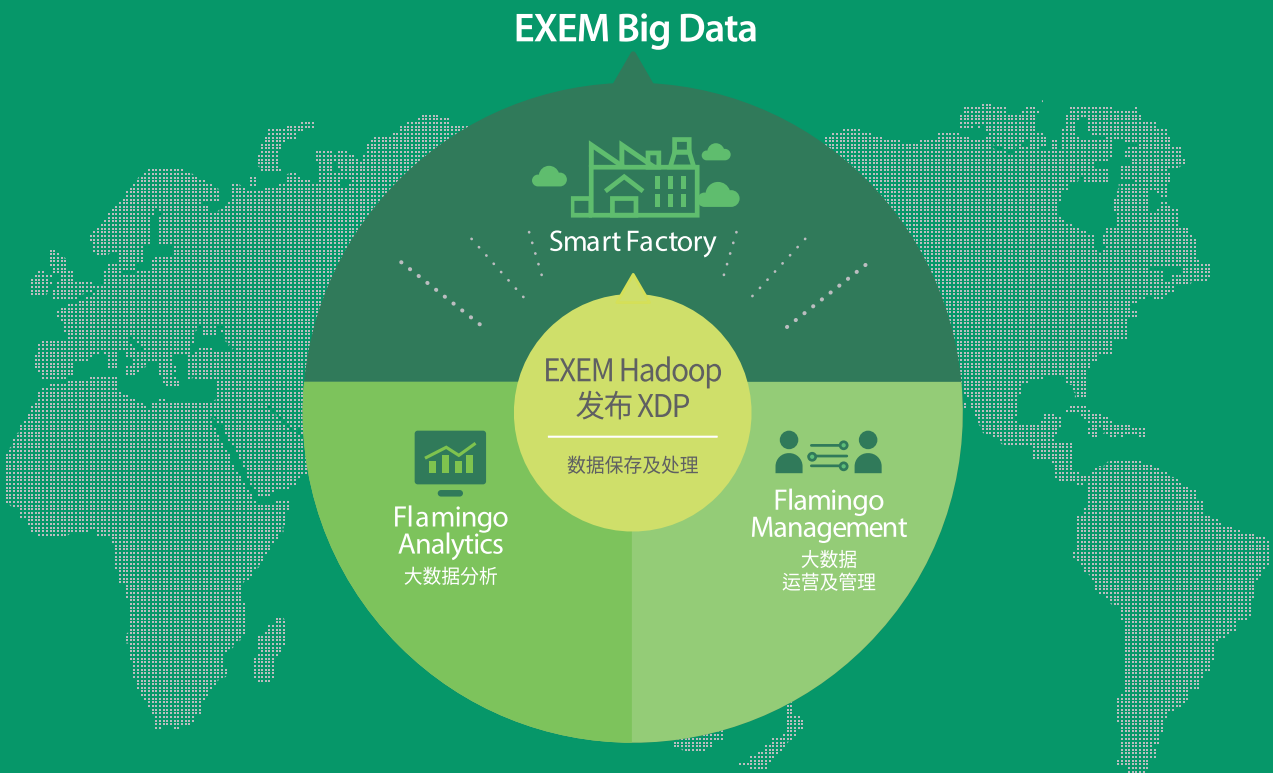 EXEM Big Data
Smart Factory
EXEM Hadoop
发布 XDP
数据保存及处理
Flamingo
Analytics
大数据分析
Flamingo
Management
大数据
运营及管理